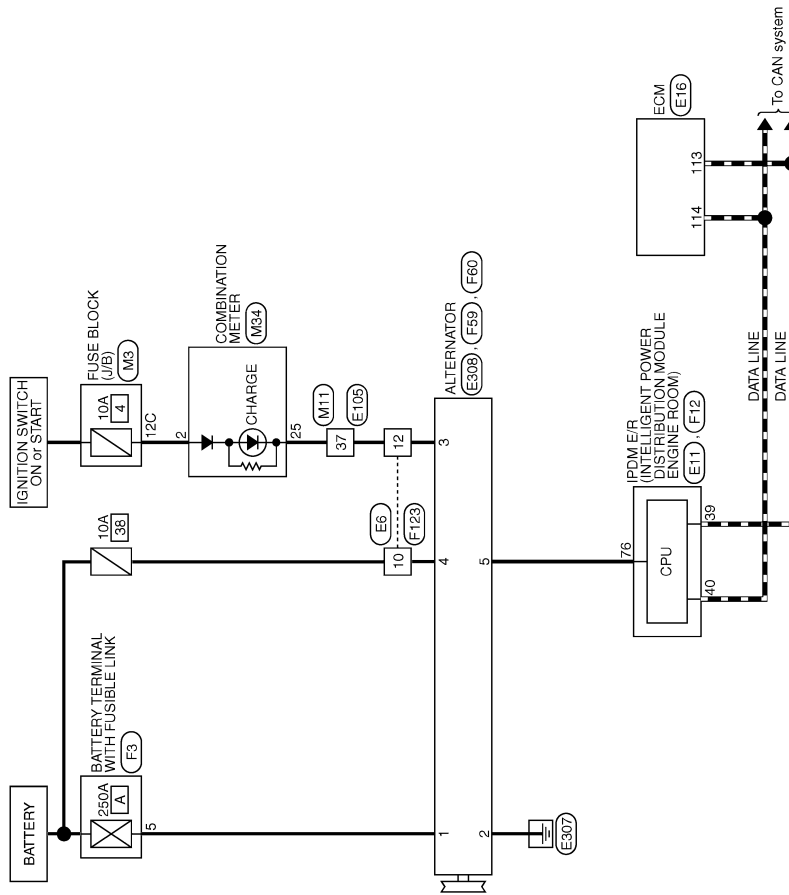 BATTERY
IGNITION SWITCH
ON or START
250A
A
5
BATTERY TERMINAL
WITH FUSIBLE LINK
F3
10A
38
10A
4
12C
FUSE BLOCK
(J/B)
M3
2
CHARGE
25
COMBINATION
METER
M34
37
M11
E105
10
12
E6
F123
1
4
3
2
5
ALTERNATOR
E308 , F59 , F60
E307
76
CPU
40
39
IPDM E/R
(INTELLIGENT POWER
DISTRIBUTION MODULE
ENGINE ROOM)
E11 , F12
DATA LINE
DATA LINE
114
113
ECM
E16
To CAN system